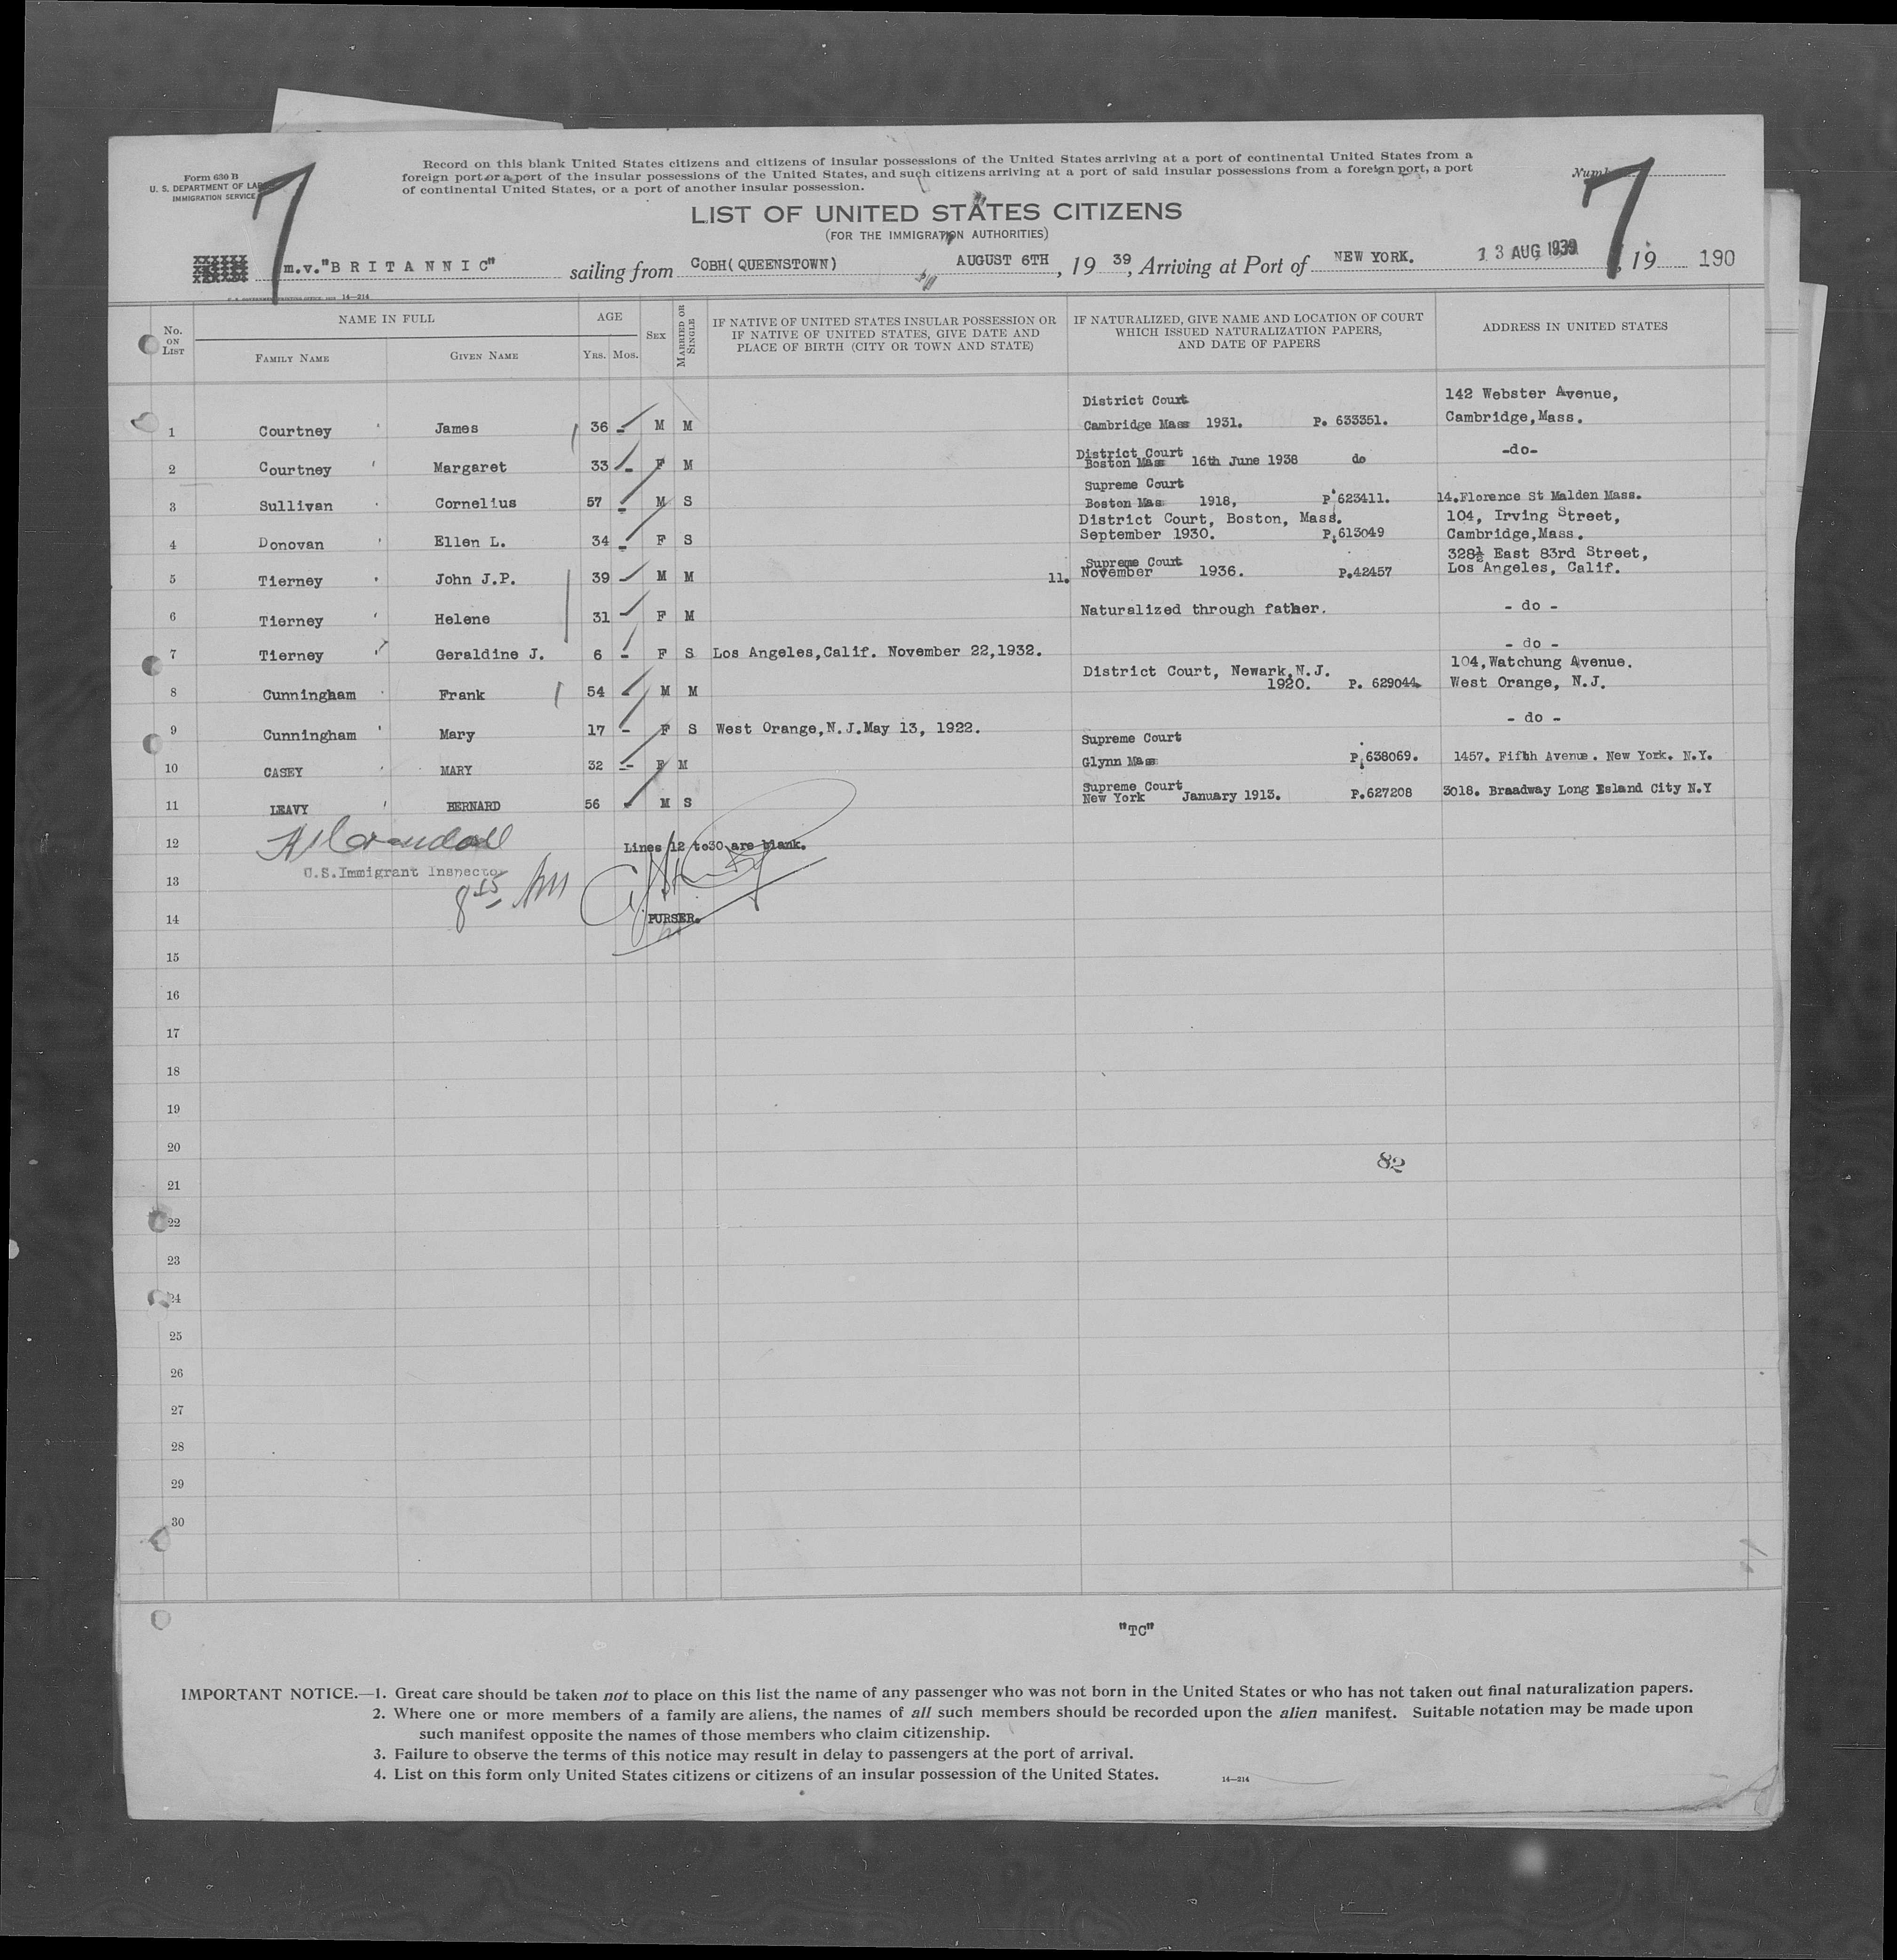 Form 630 B
U. S. DEPARTMENT OF
IMMIGRATION SERVICE
7
Record on this blank United States citizens and citizens of insular possessions of the United States arriving at a port of continental United States from a
foreign port or a port of the insular possessions of the United States, and such citizens arriving at a port of said insular possessions from a foreign port, a port
of continental United States, or a port of another insular possession.
7
LIST OF UNITED STATES CITIZENS
(FOR THE IMMIGRATION AUTHORITIES)
m.v."BRITANNIC" sailing from COBH(QUEENSTOWN) AUGUST 6TH, 19 39, Arriving at Port of NEW YORK. 13 AUG 1939, 19 190
14—214
No. ON LIST
NAME IN FULL
FAMILY NAME GIVEN NAME
AGE
YRS. MOS.
SEX
MARRIED OR SINGLE
IF NATIVE OF UNITED STATES INSULAR POSSESSION OR
IF NATIVE OF UNITED STATES, GIVE DATE AND
PLACE OF BIRTH (CITY OR TOWN AND STATE)
IF NATURALIZED, GIVE NAME AND LOCATION OF COURT
WHICH ISSUED NATURALIZATION PAPERS,
AND DATE OF PAPERS
ADDRESS IN UNITED STATES
District Court 142 Webster Avenue,
1 Courtney James 36 - M M Cambridge Mass 1931. P. 633351. Cambridge,Mass.
District Court -do-
2 Courtney Margaret 33 - F M Boston Mass 16th June 1938 do
Supreme Court
3 Sullivan Cornelius 57 - M S Boston Mas 1918, P 623411. 14.Florence St Malden Mass.
District Court, Boston, Mass. 104, Irving Street,
4 Donovan Ellen L. 34 - F S September 1930. P.613049 Cambridge,Mass.
Supreme Court 328½ East 83rd Street,
5 Tierney John J.P. 39 M M 11. November 1936. P.42457 Los Angeles, Calif.
6 Tierney Helene 31 - F M Naturalized through father. - do -
7 Tierney Geraldine J. 6 - F S Los Angeles,Calif. November 22,1932. - do -
District Court, Newark,N.J. 104,Watchung Avenue.
8 Cunningham Frank 54 - M M 1920. P. 629044. West Orange, N.J.
9 Cunningham Mary 17 - F S West Orange,N.J.May 13, 1922. - do -
Supreme Court
10 CASEY MARY 32 - F M Glynn Mass P.638069. 1457. Fifth Avenue. New York. N.Y.
Supreme Court
11 LEAVY BERNARD 56 M S New York January 1913. P.627208 3018. Braadway Long Esland City N.Y
12 Lines 12 to30 are blank.
U.S.Immigrant Inspector
13
8 15 AM
14 PURSER.
15
16
17
18
19
20
82
21
22
23
24
25
26
27
28
29
30
"TC"
IMPORTANT NOTICE.—1. Great care should be taken not to place on this list the name of any passenger who was not born in the United States or who has not taken out final naturalization papers.
2. Where one or more members of a family are aliens, the names of all such members should be recorded upon the alien manifest. Suitable notation may be made upon
such manifest opposite the names of those members who claim citizenship.
3. Failure to observe the terms of this notice may result in delay to passengers at the port of arrival.
4. List on this form only United States citizens or citizens of an insular possession of the United States.
14—214